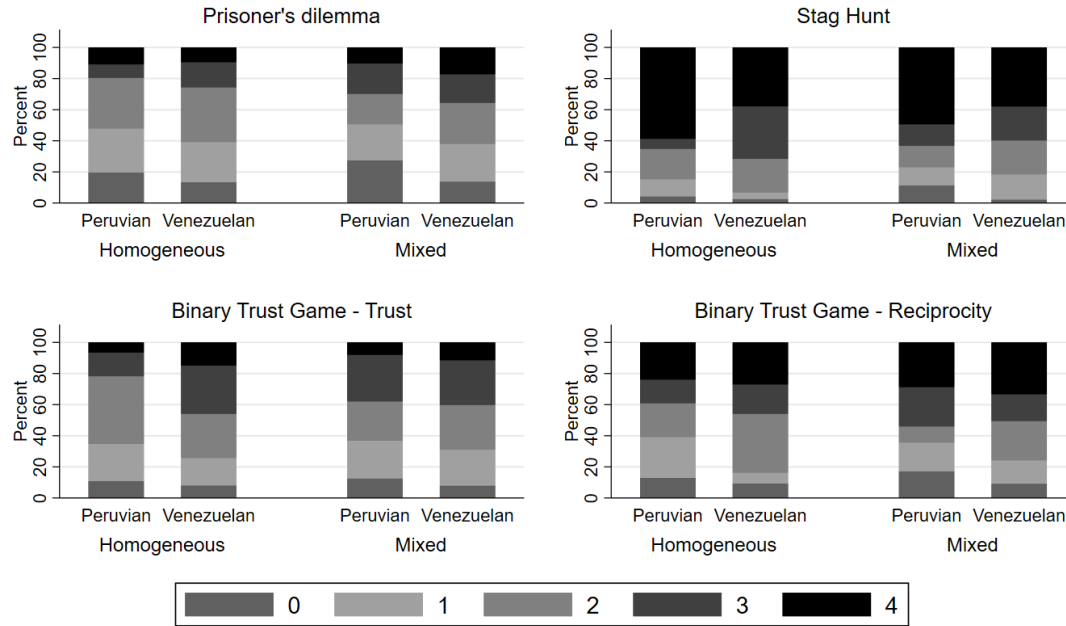 Prisoner's dilemma
Percent
0 20 40 60 80 100
Peruvian Venezuelan Peruvian Venezuelan
Homogeneous Mixed
Stag Hunt
Percent
0 20 40 60 80 100
Peruvian Venezuelan Peruvian Venezuelan
Homogeneous Mixed
Binary Trust Game - Trust
Percent
0 20 40 60 80 100
Peruvian Venezuelan Peruvian Venezuelan
Homogeneous Mixed
Binary Trust Game - Reciprocity
Percent
0 20 40 60 80 100
Peruvian Venezuelan Peruvian Venezuelan
Homogeneous Mixed
0 1 2 3 4